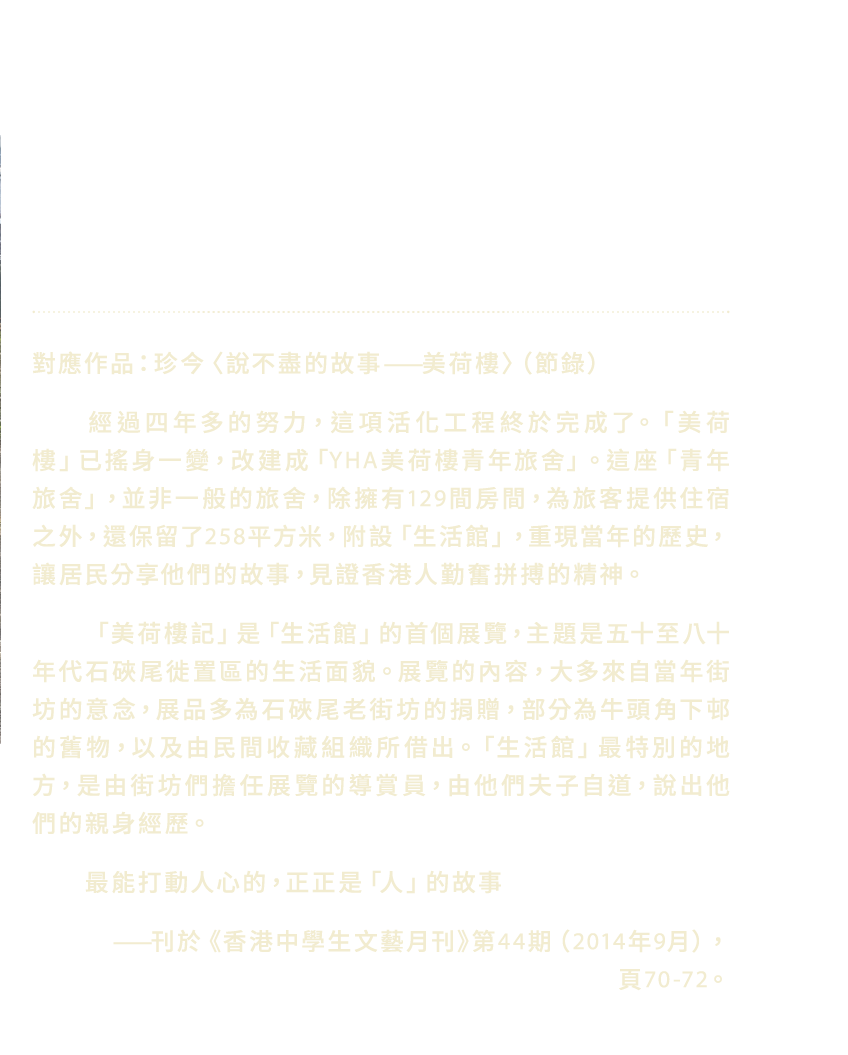 對應作品：珍今〈說不盡的故事——美荷樓〉（節錄）
經過四年多的努力，這項活化工程終於完成了。「美荷
樓」已搖身一變，改建成「YHA美荷樓青年旅舍」。這座「青年
旅舍」，並非一般的旅舍，除擁有129間房間，為旅客提供住宿
之外，還保留了258平方米，附設「生活館」，重現當年的歷史，
讓居民分享他們的故事，見證香港人勤奮拼搏的精神。
「美荷樓記」是「生活館」的首個展覽，主題是五十至八十
年代石硤尾徙置區的生活面貌。展覽的內容，大多來自當年街
坊的意念，展品多為石硤尾老街坊的捐贈，部分為牛頭角下邨
的舊物，以及由民間收藏組織所借出。「生活館」最特別的地
方，是由街坊們擔任展覽的導賞員，由他們夫子自道，說出他
們的親身經歷。
最能打動人心的，正正是「人」的故事
——刊於《香港中學生文藝月刊》第44期（2014年9月），
頁70-72。